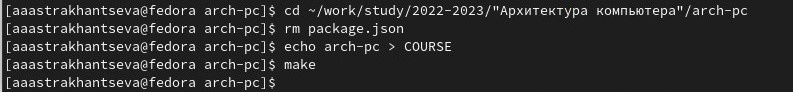 [aaastrakhantseva@fedora arch-pc]$ cd ~/work/study/2022-2023/"Архитектура компьютера"/arch-pc
[aaastrakhantseva@fedora arch-pc]$ rm package.json
[aaastrakhantseva@fedora arch-pc]$ echo arch-pc > COURSE
[aaastrakhantseva@fedora arch-pc]$ make
[aaastrakhantseva@fedora arch-pc]$